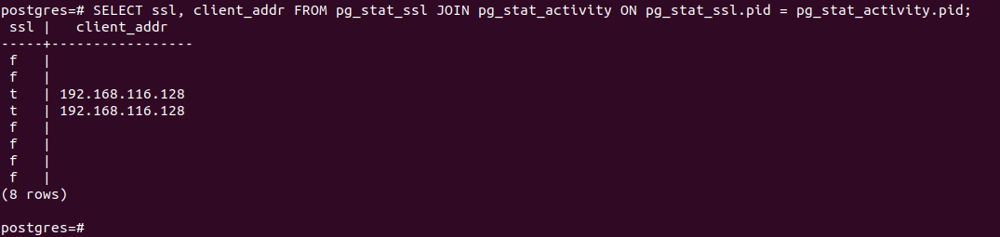 postgres=# SELECT ssl, client_addr FROM pg_stat_ssl JOIN pg_stat_activity ON pg_stat_ssl.pid = pg_stat_activity.pid;
 ssl |   client_addr
-----+-----------------
 f   |
 f   |
 t   | 192.168.116.128
 t   | 192.168.116.128
 f   |
 f   |
 f   |
 f   |
(8 rows)

postgres=#